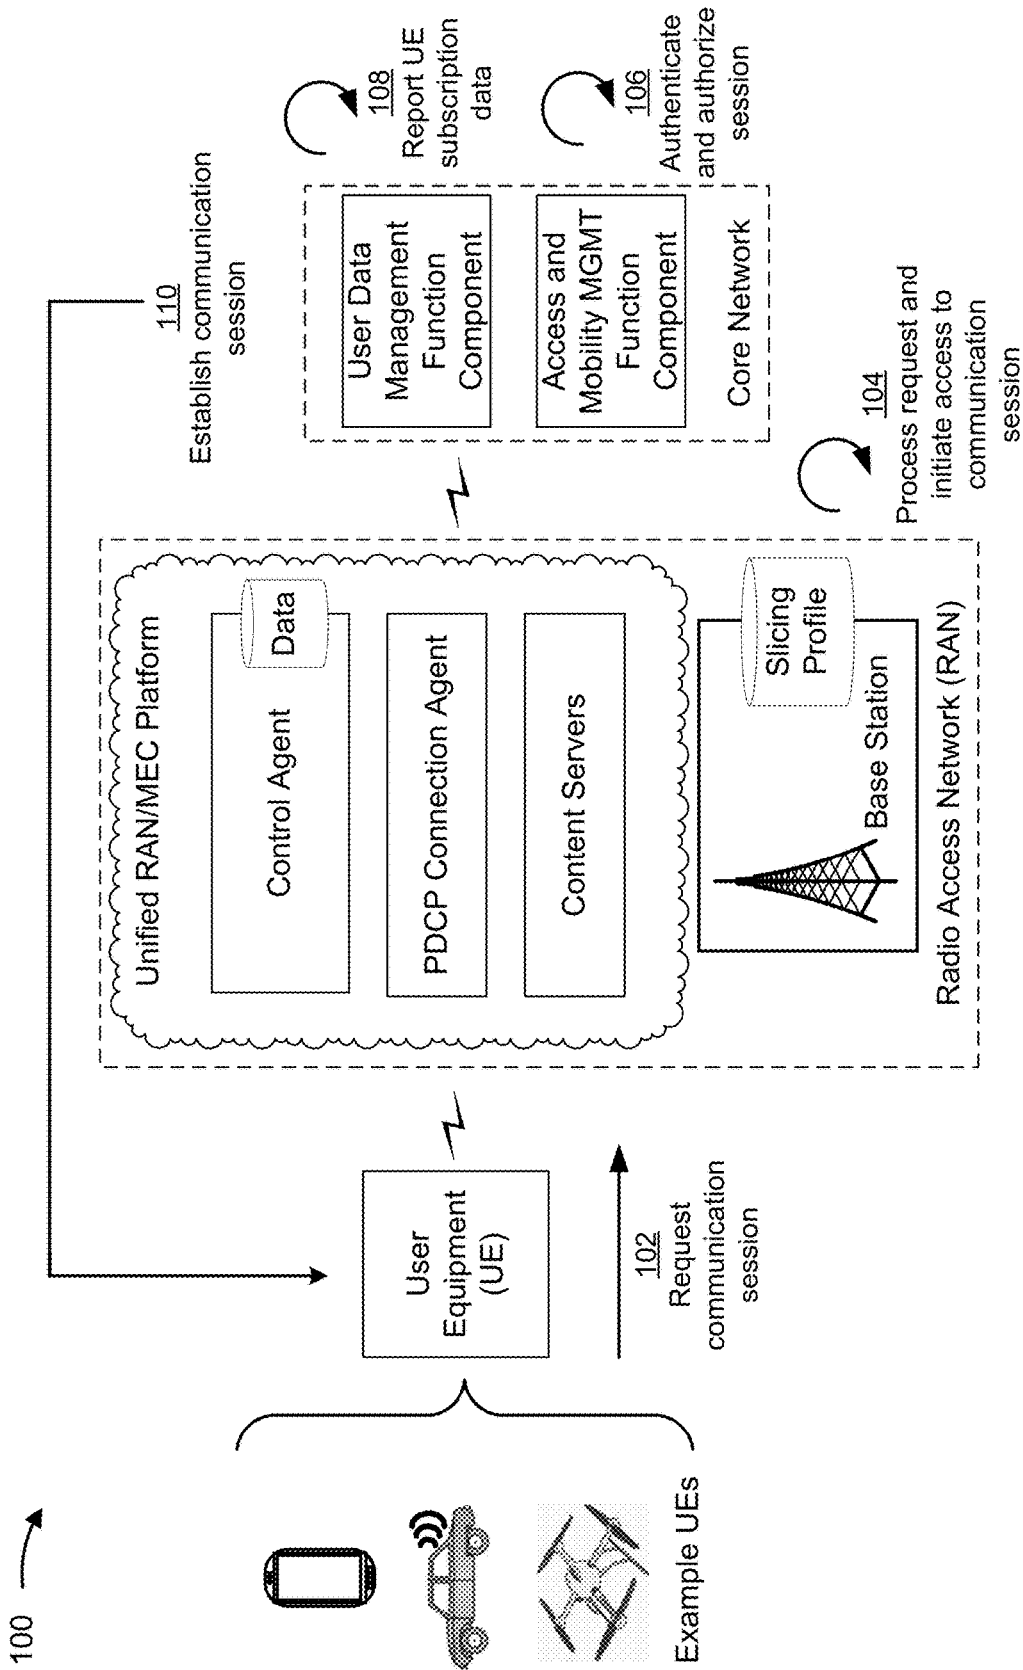 100
110
Establish communication
session
Example UEs
User
Equipment
(UE)
102
Request
communication
session
Unified RAN/MEC Platform
Control Agent
Data
PDCP Connection Agent
Content Servers
Slicing
Profile
Base Station
Radio Access Network (RAN)
104
Process request and
initiate access to
communication
session
User Data
Management
Function
Component
Access and
Mobility MGMT
Function
Component
Core Network
108
Report UE
subscription
data
106
Authenticate
and authorize
session